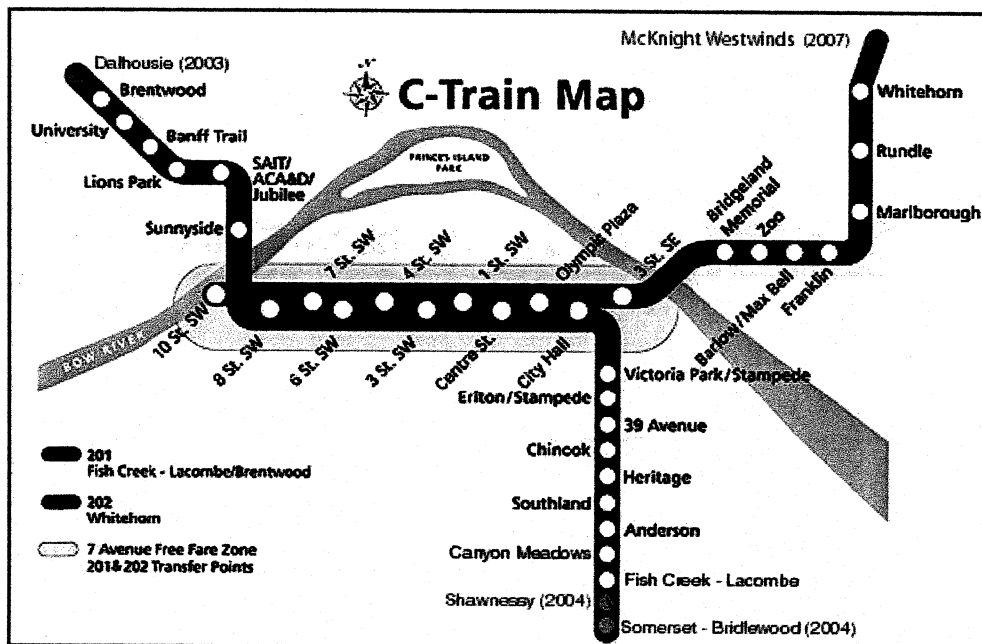 McKnight Westwinds (2007)
Dalhousie (2003)
N
C-Train Map
Brentwood
Whitehorn
University
Banff Trail
PRINCES ISLAND
PARK
Rundle
Lions Park
SAIT/
ACA&D/
Jubilee
Marlborough
Sunnyside
7 St. SW
4 St. SW
1 St. SW
Olympic Plaza
3 St. SE
Bridgeland
Memorial
Zoo
Barlow/Max Bell
Franklin
BOW RIVER
10 St. SW
8 St. SW
6 St. SW
3 St. SW
Centre St.
City Hall
Victoria Park/Stampede
Erlton/Stampede
39 Avenue
Chinook
Heritage
Southland
Anderson
Canyon Meadows
Fish Creek - Lacombe
Shawnessy (2004)
Somerset - Bridlewood (2004)
201
Fish Creek - Lacombe/Brentwood
202
Whitehorn
7 Avenue Free Fare Zone
201&202 Transfer Points